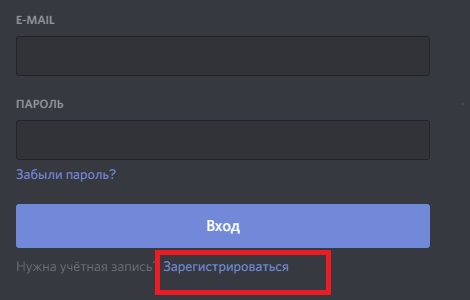 E-MAIL
ПАРОЛЬ
Забыли пароль?
Вход
Нужна учётная запись? Зарегистрироваться